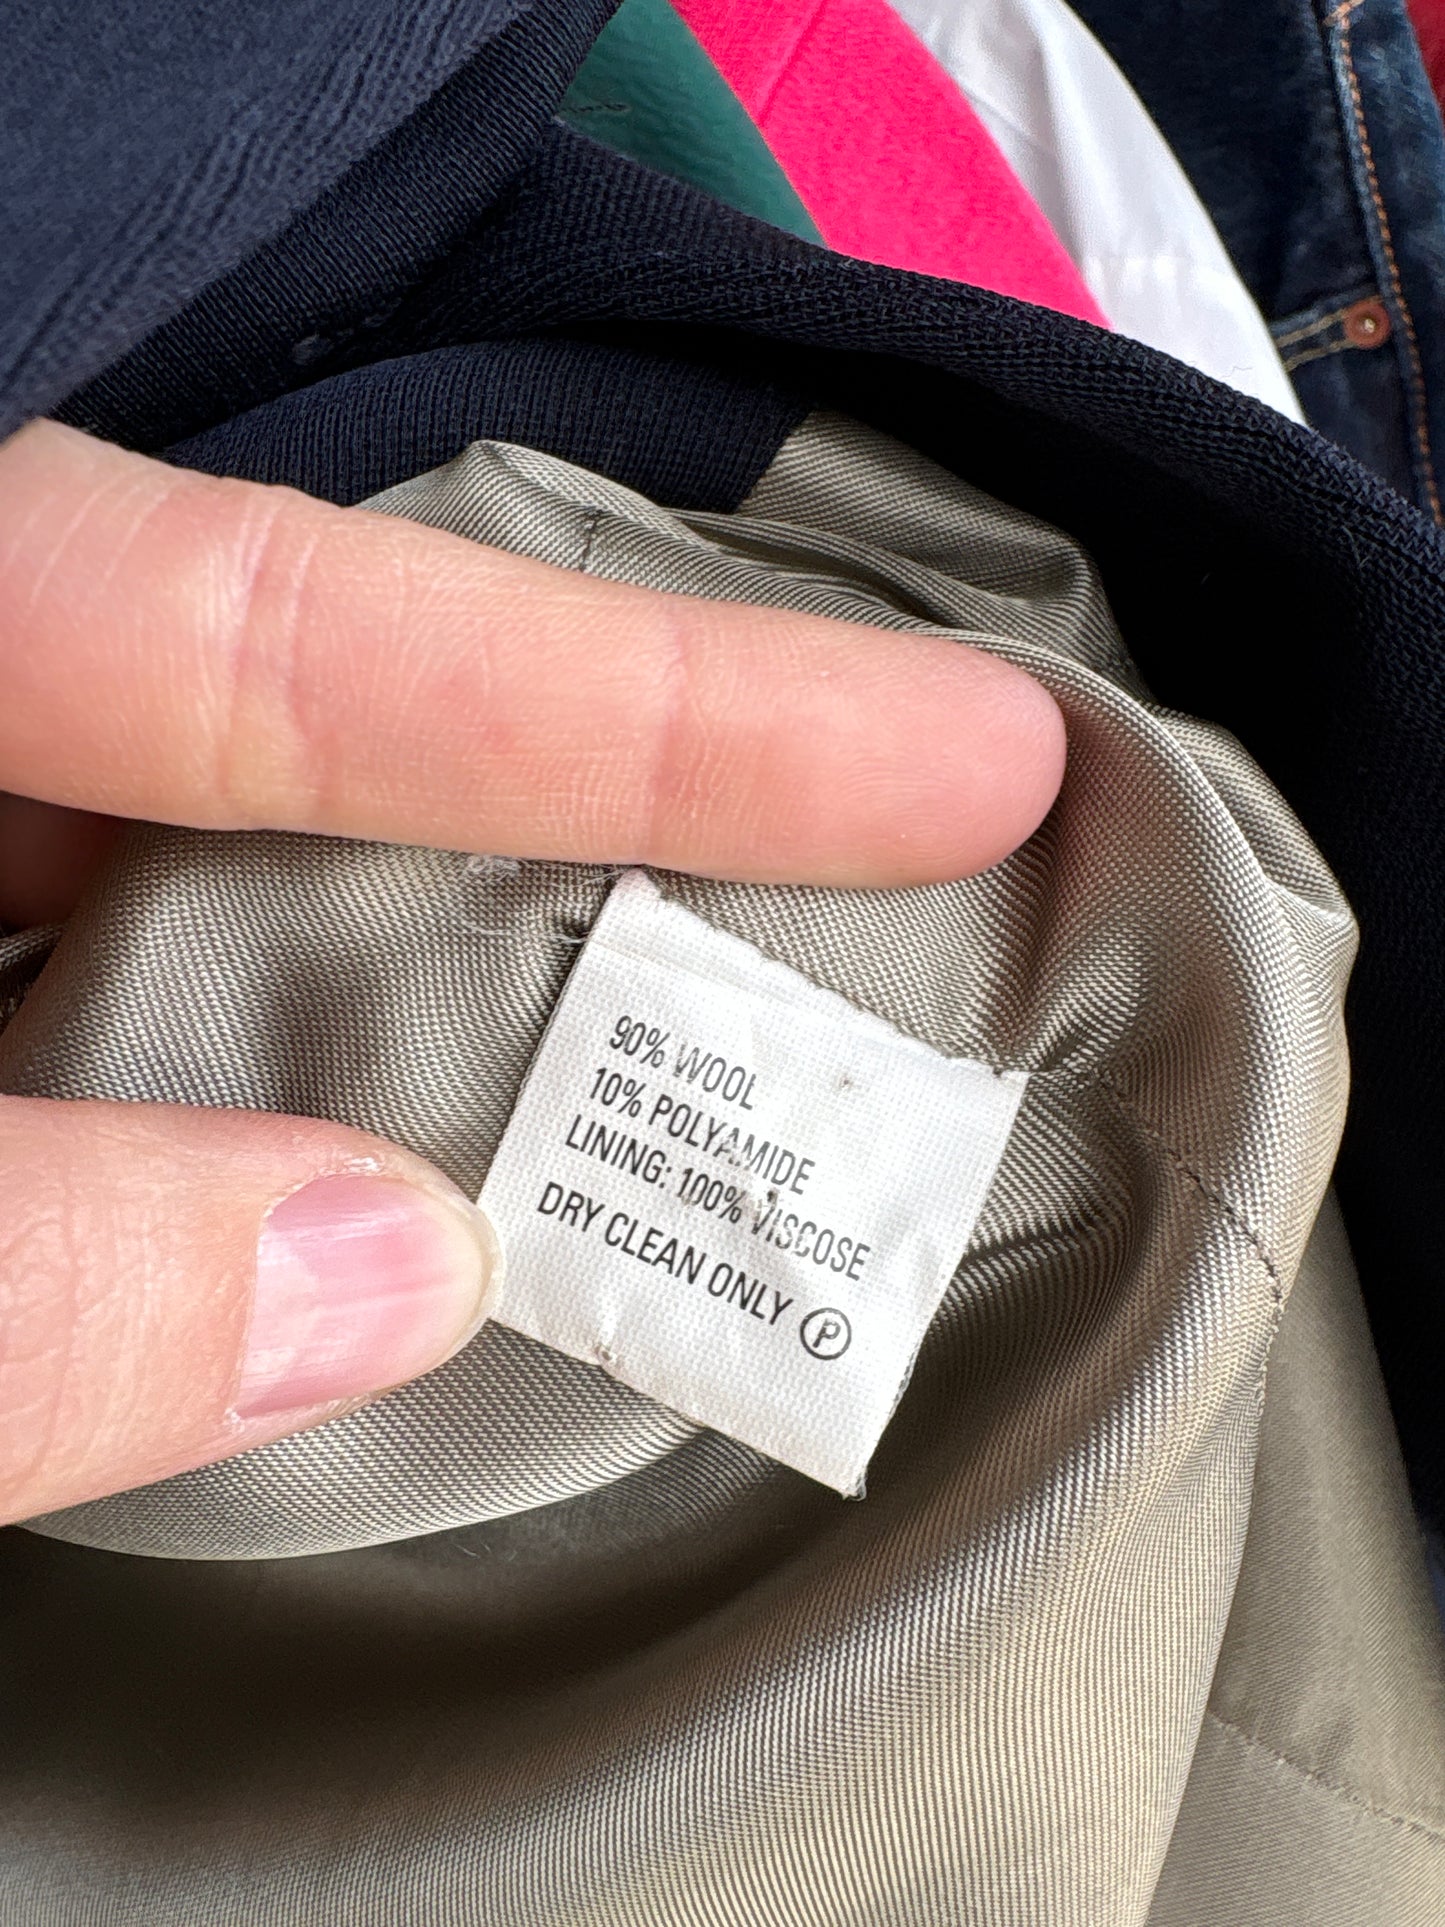 90% WOOL
10% POLYAMIDE
LINING: 100% VISCOSE
DRY CLEAN ONLY Ⓟ